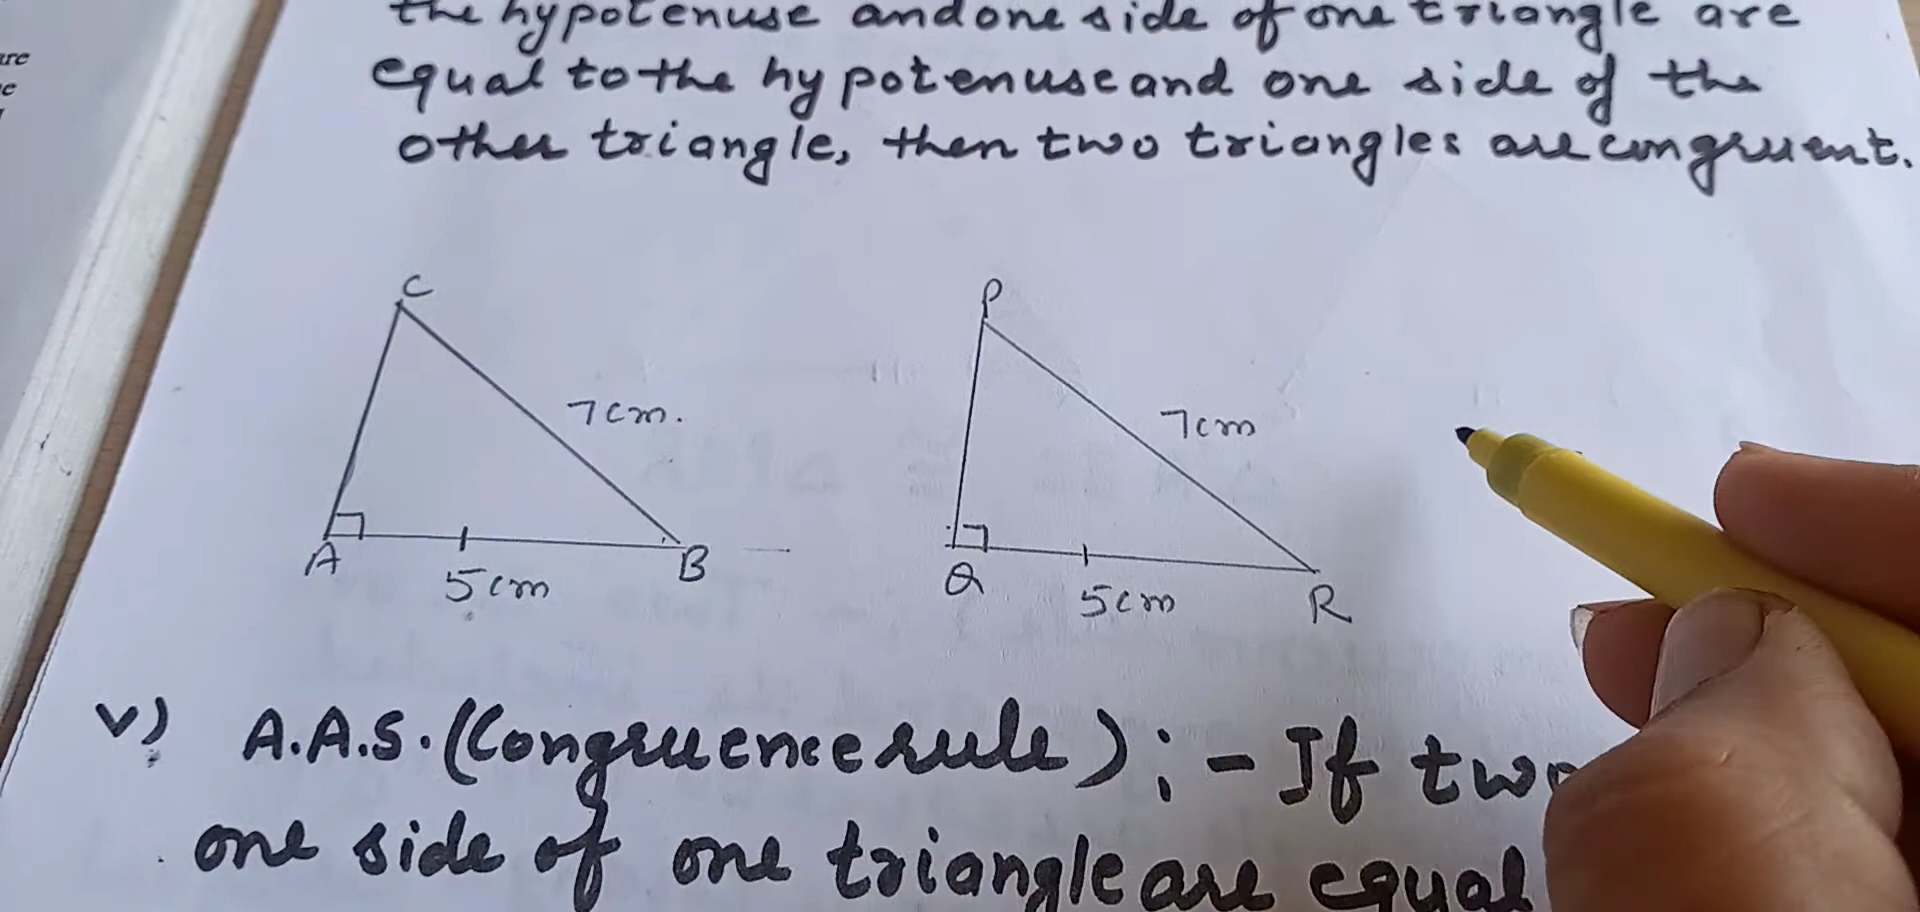 are
the hypotenuse and one side of one triangle are
equal to the hypotenuse and one side of the
other triangle, then two triangles are congruent.
C
P
7cm.
7cm
A
B
Q
R
5cm
5cm
v) A.A.S. (Congruence rule) ; - If two
one side of one triangle are equal